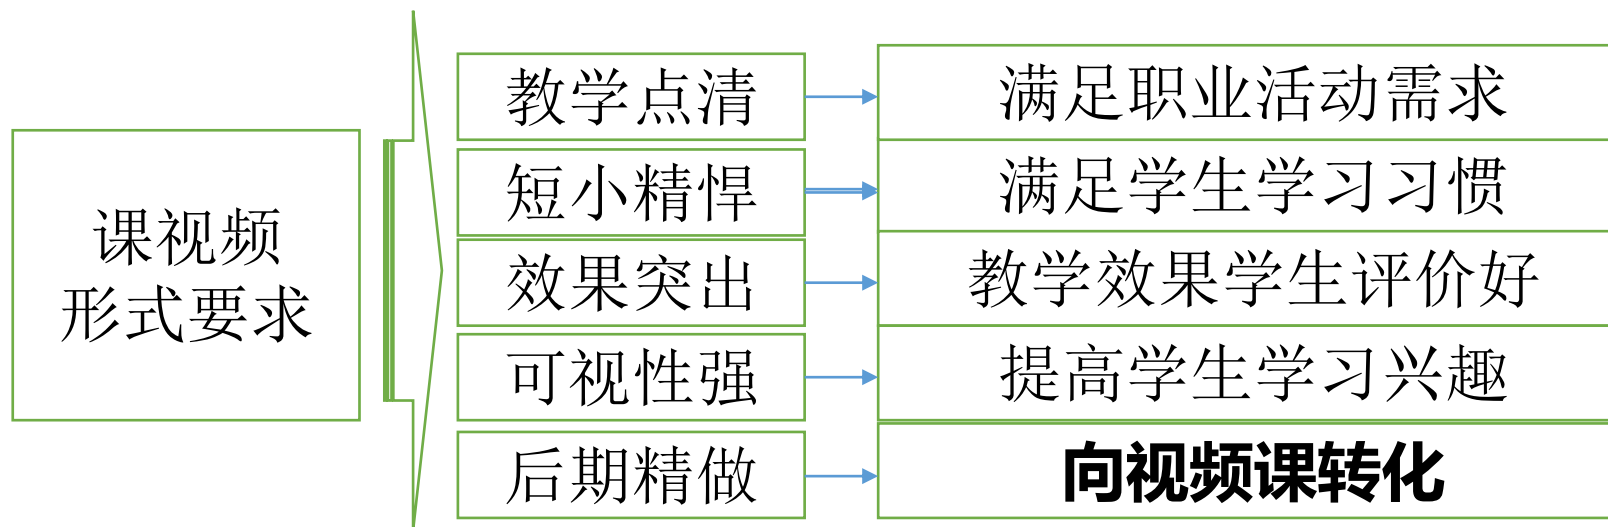 课视频
形式要求
教学点清
满足职业活动需求
短小精悍
满足学生学习习惯
效果突出
教学效果学生评价好
可视性强
提高学生学习兴趣
后期精做
向视频课转化